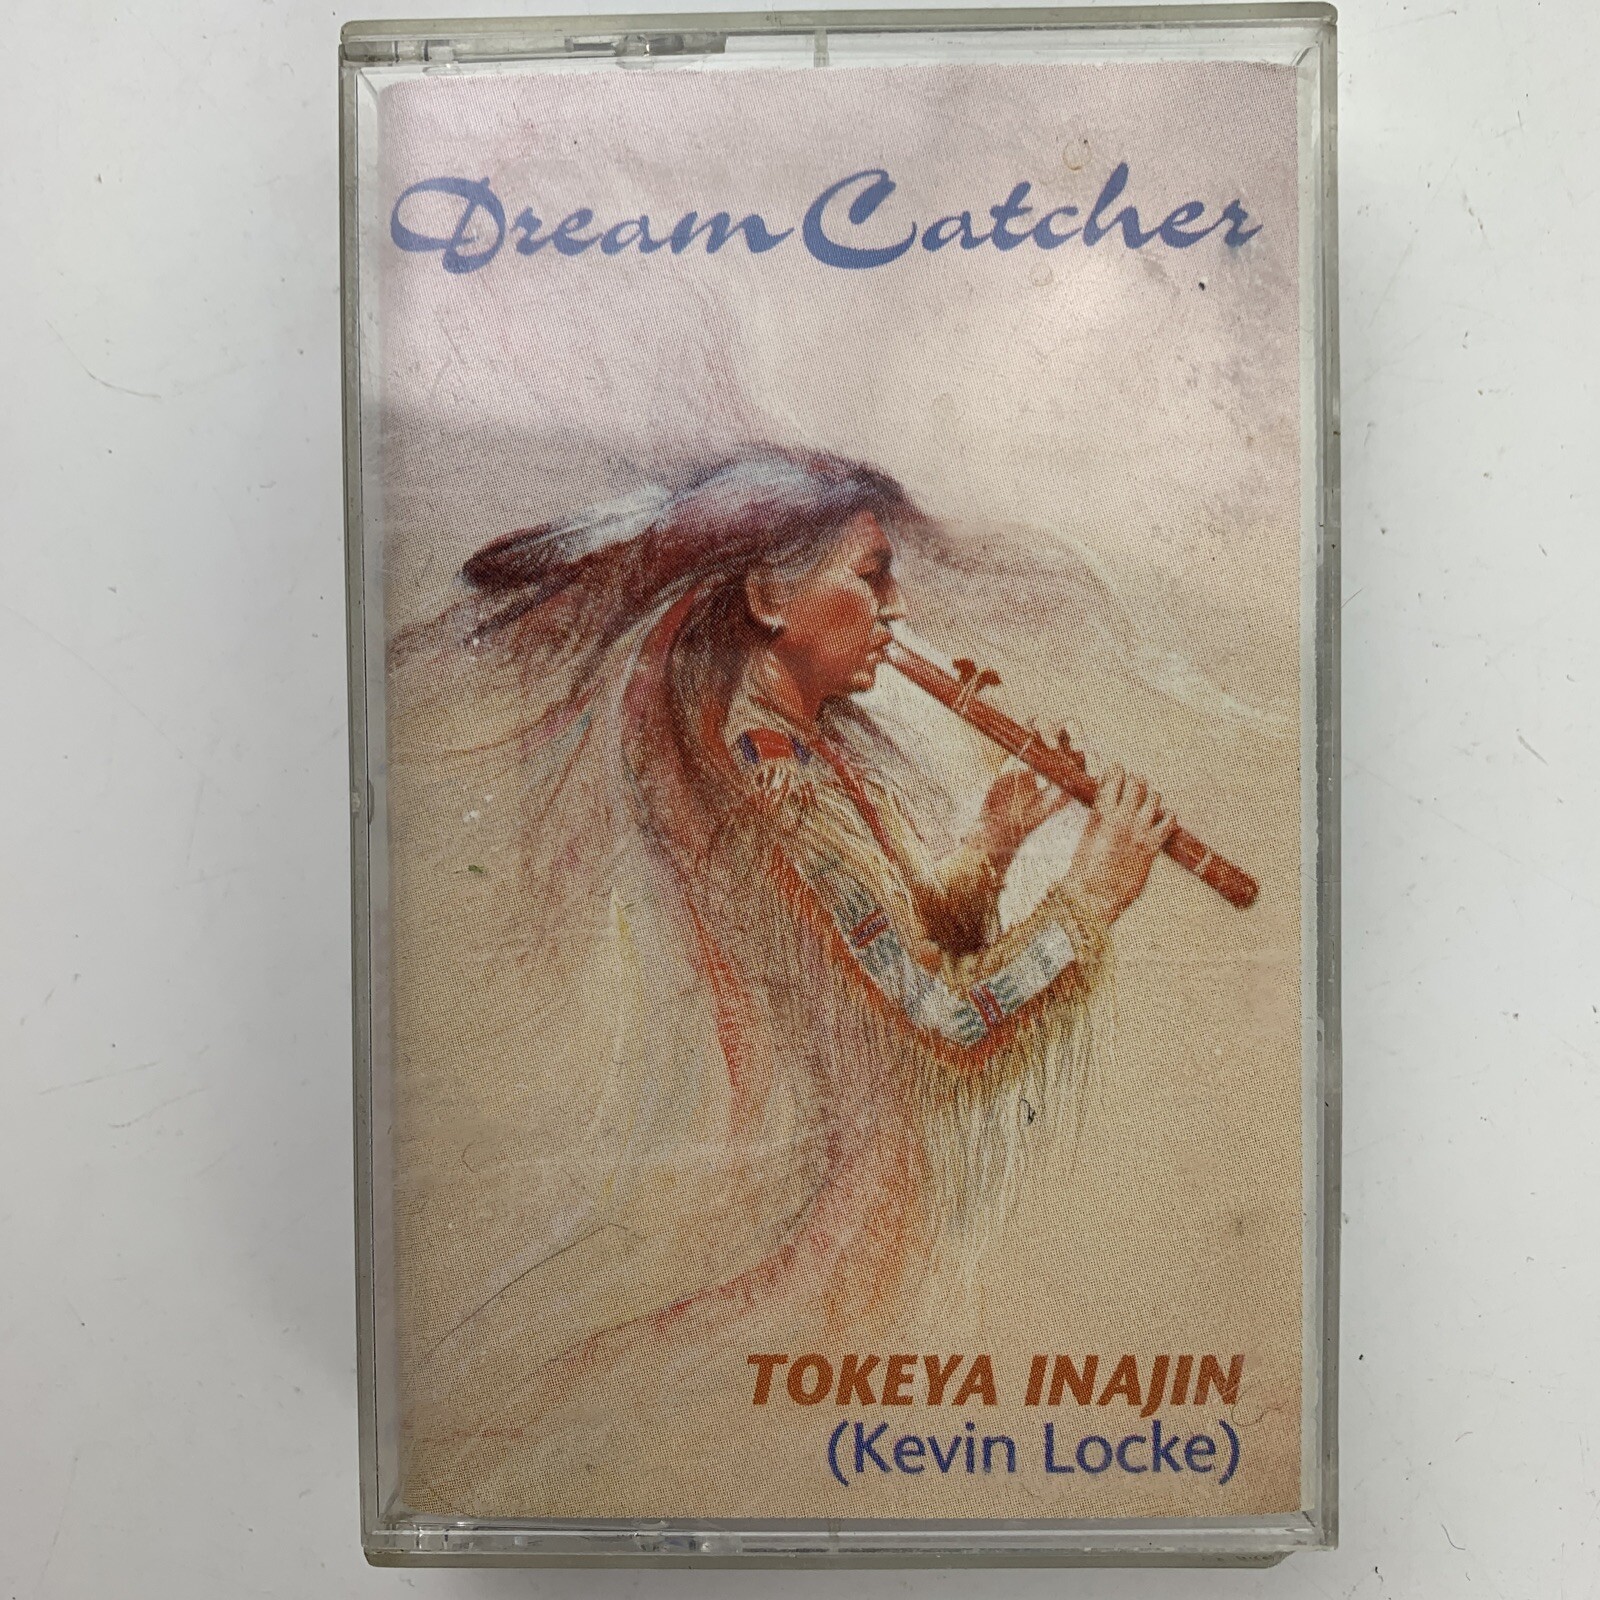 Dream Catcher
TOKEYA INAJIN
(Kevin Locke)